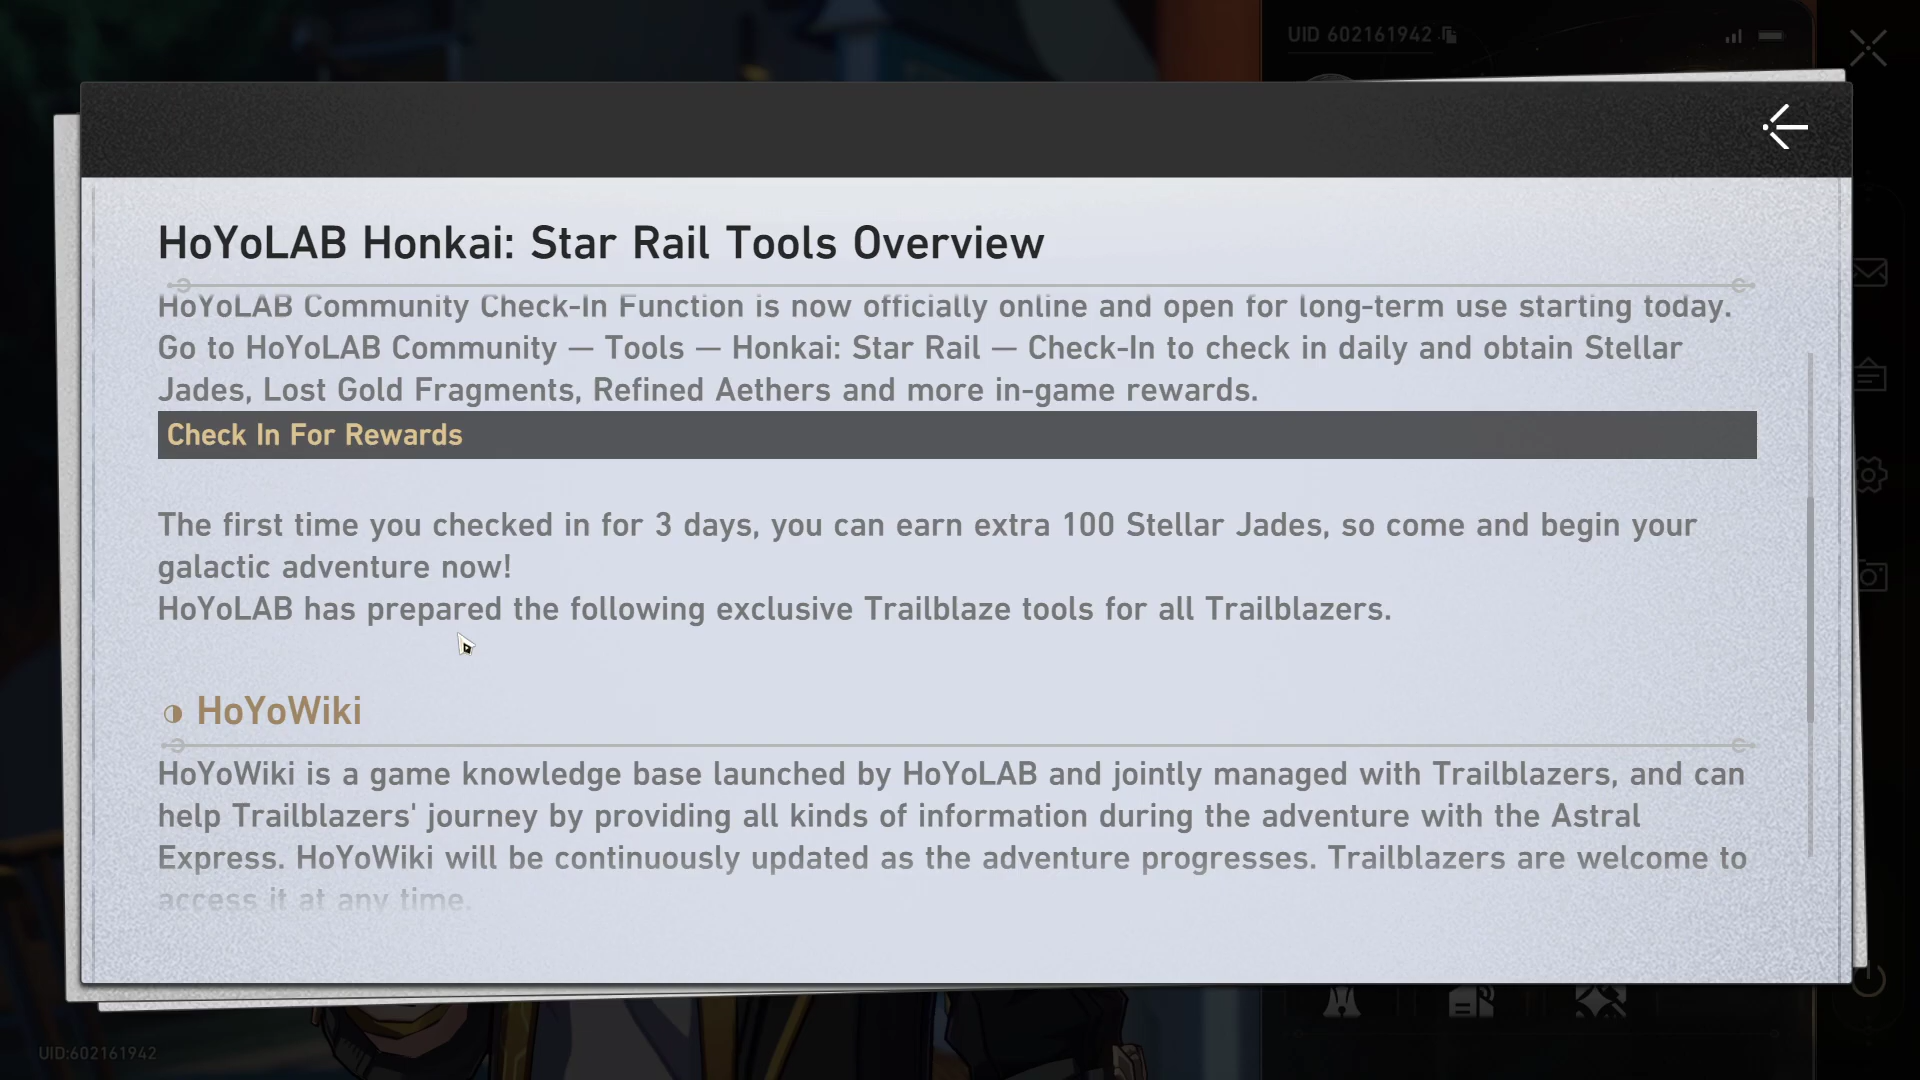 UID 602161942
HoYoLAB Honkai: Star Rail Tools Overview
HoYoLAB Community Check-In Function is now officially online and open for long-term use starting today.
Go to HoYoLAB Community — Tools — Honkai: Star Rail — Check-In to check in daily and obtain Stellar
Jades, Lost Gold Fragments, Refined Aethers and more in-game rewards.
Check In For Rewards
The first time you checked in for 3 days, you can earn extra 100 Stellar Jades, so come and begin your
galactic adventure now!
HoYoLAB has prepared the following exclusive Trailblaze tools for all Trailblazers.
HoYoWiki
HoYoWiki is a game knowledge base launched by HoYoLAB and jointly managed with Trailblazers, and can
help Trailblazers' journey by providing all kinds of information during the adventure with the Astral
Express. HoYoWiki will be continuously updated as the adventure progresses. Trailblazers are welcome to
access it at any time.
UID:602161942